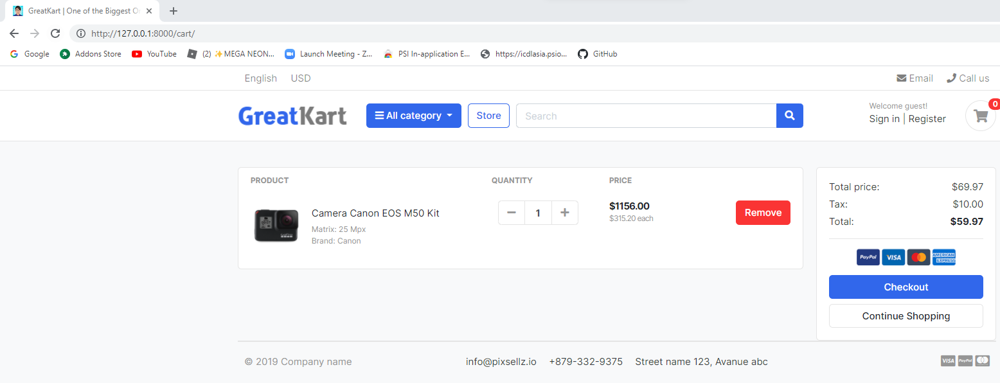 GreatKart | One of the Biggest O
http://127.0.0.1:8000/cart/
Google Addons Store YouTube (2) ✨MEGA NEON... Launch Meeting - Z... PSI In-application E... https://icdlasia.psio... GitHub
English USD Email Call us
GreatKart All category Store Search
Welcome guest!
Sign in | Register
0
PRODUCT QUANTITY PRICE
Camera Canon EOS M50 Kit
Matrix: 25 Mpx
Brand: Canon
1
$1156.00
$315.20 each
Remove
GoPro
Total price: $69.97
Tax: $10.00
Total: $59.97
PayPal VISA AMERICAN EXPRESS
Checkout
Continue Shopping
© 2019 Company name info@pixsellz.io +879-332-9375 Street name 123, Avanue abc VISA PayPal